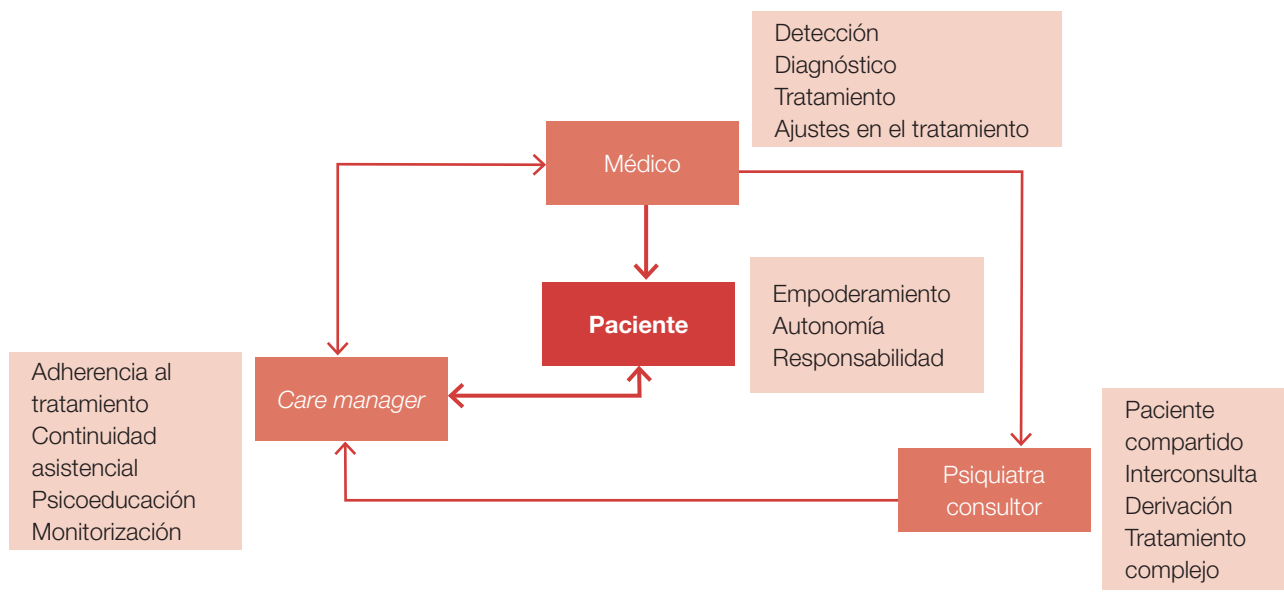 Detección
Diagnóstico
Tratamiento
Ajustes en el tratamiento
Médico
Empoderamiento
Autonomía
Responsabilidad
Paciente
Adherencia al
tratamiento
Continuidad
asistencial
Psicoeducación
Monitorización
Care manager
Psiquiatra
consultor
Paciente
compartido
Interconsulta
Derivación
Tratamiento
complejo